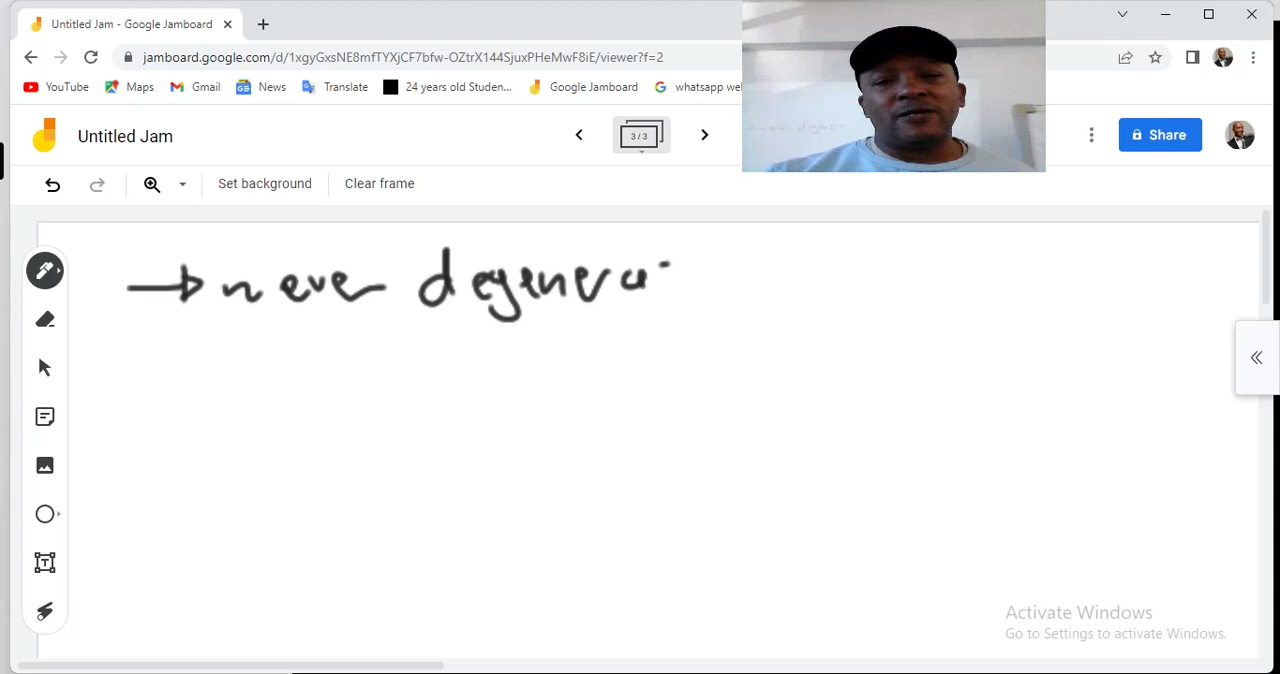 Untitled Jam - Google Jamboard
jamboard.google.com/d/1xgyGxsNE8mfTYXjCF7bfw-OZtrX144SjuxPHeMwF8iE/viewer?f=2
YouTube Maps Gmail News Translate 24 years old Studen... Google Jamboard whatsapp wel
Untitled Jam 3/3 Share
Set background Clear frame
→ never degenera
Activate Windows
Go to Settings to activate Windows.